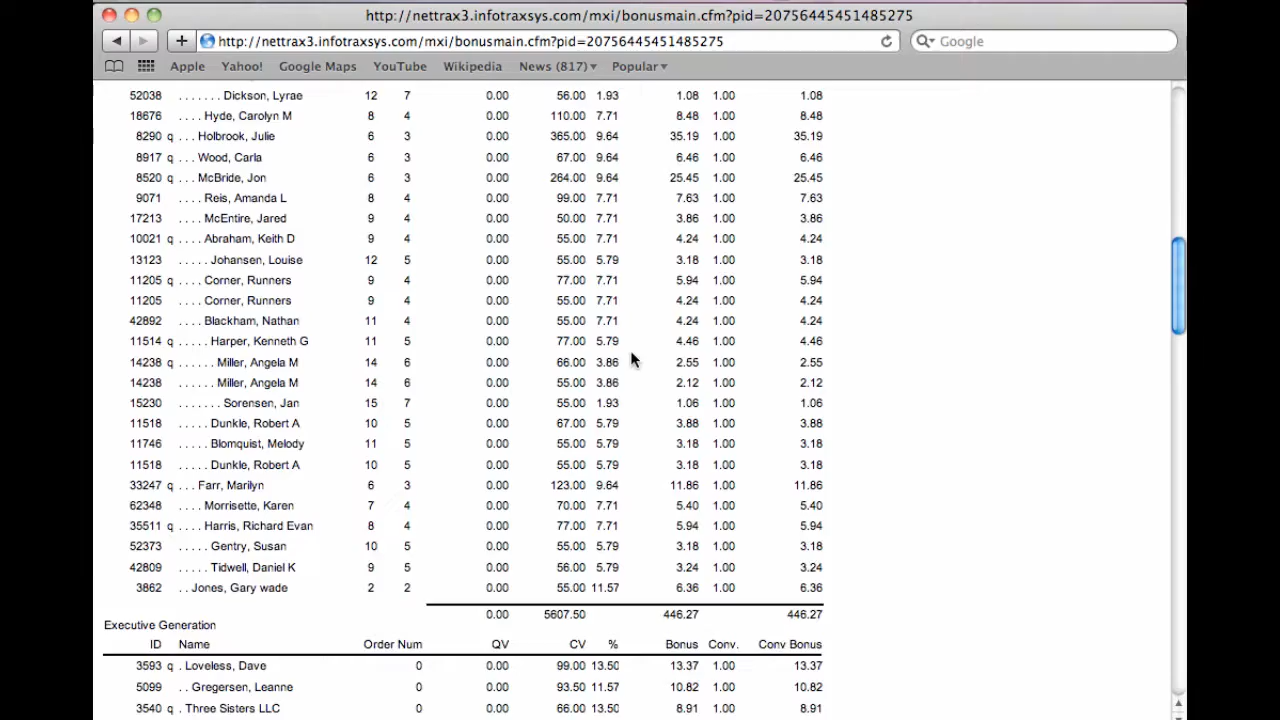 http://nettrax3.infotraxsys.com/mxi/bonusmain.cfm?pid=20756445451485275
http://nettrax3.infotraxsys.com/mxi/bonusmain.cfm?pid=20756445451485275 Google
Apple Yahoo! Google Maps YouTube Wikipedia News (817) Popular
52038 . . . . . . . Dickson, Lyrae 12 7 0.00 56.00 1.93 1.08 1.00 1.08
18676 . . . . Hyde, Carolyn M 8 4 0.00 110.00 7.71 8.48 1.00 8.48
8290 q . . . Holbrook, Julie 6 3 0.00 365.00 9.64 35.19 1.00 35.19
8917 q . . . Wood, Carla 6 3 0.00 67.00 9.64 6.46 1.00 6.46
8520 q . . . McBride, Jon 6 3 0.00 264.00 9.64 25.45 1.00 25.45
9071 . . . . Reis, Amanda L 8 4 0.00 99.00 7.71 7.63 1.00 7.63
17213 . . . . McEntire, Jared 9 4 0.00 50.00 7.71 3.86 1.00 3.86
10021 q . . . . Abraham, Keith D 9 4 0.00 55.00 7.71 4.24 1.00 4.24
13123 . . . . . Johansen, Louise 12 5 0.00 55.00 5.79 3.18 1.00 3.18
11205 q . . . . Corner, Runners 9 4 0.00 77.00 7.71 5.94 1.00 5.94
11205 . . . . Corner, Runners 9 4 0.00 55.00 7.71 4.24 1.00 4.24
42892 . . . . Blackham, Nathan 11 4 0.00 55.00 7.71 4.24 1.00 4.24
11514 q . . . . . Harper, Kenneth G 11 5 0.00 77.00 5.79 4.46 1.00 4.46
14238 q . . . . . . Miller, Angela M 14 6 0.00 66.00 3.86 2.55 1.00 2.55
14238 . . . . . . Miller, Angela M 14 6 0.00 55.00 3.86 2.12 1.00 2.12
15230 . . . . . . . Sorensen, Jan 15 7 0.00 55.00 1.93 1.06 1.00 1.06
11518 . . . . . Dunkle, Robert A 10 5 0.00 67.00 5.79 3.88 1.00 3.88
11746 . . . . . Blomquist, Melody 11 5 0.00 55.00 5.79 3.18 1.00 3.18
11518 . . . . . Dunkle, Robert A 10 5 0.00 55.00 5.79 3.18 1.00 3.18
33247 q . . . Farr, Marilyn 6 3 0.00 123.00 9.64 11.86 1.00 11.86
62348 . . . . Morrisette, Karen 7 4 0.00 70.00 7.71 5.40 1.00 5.40
35511 q . . . . Harris, Richard Evan 8 4 0.00 77.00 7.71 5.94 1.00 5.94
52373 . . . . . Gentry, Susan 10 5 0.00 55.00 5.79 3.18 1.00 3.18
42809 . . . . . Tidwell, Daniel K 9 5 0.00 56.00 5.79 3.24 1.00 3.24
3862 . . Jones, Gary wade 2 2 0.00 55.00 11.57 6.36 1.00 6.36
0.00 5607.50 446.27 446.27
Executive Generation
ID Name Order Num QV CV % Bonus Conv. Conv Bonus
3593 q . Loveless, Dave 0 0.00 99.00 13.50 13.37 1.00 13.37
5099 . . Gregersen, Leanne 0 0.00 93.50 11.57 10.82 1.00 10.82
3540 q . Three Sisters LLC 0 0.00 66.00 13.50 8.91 1.00 8.91